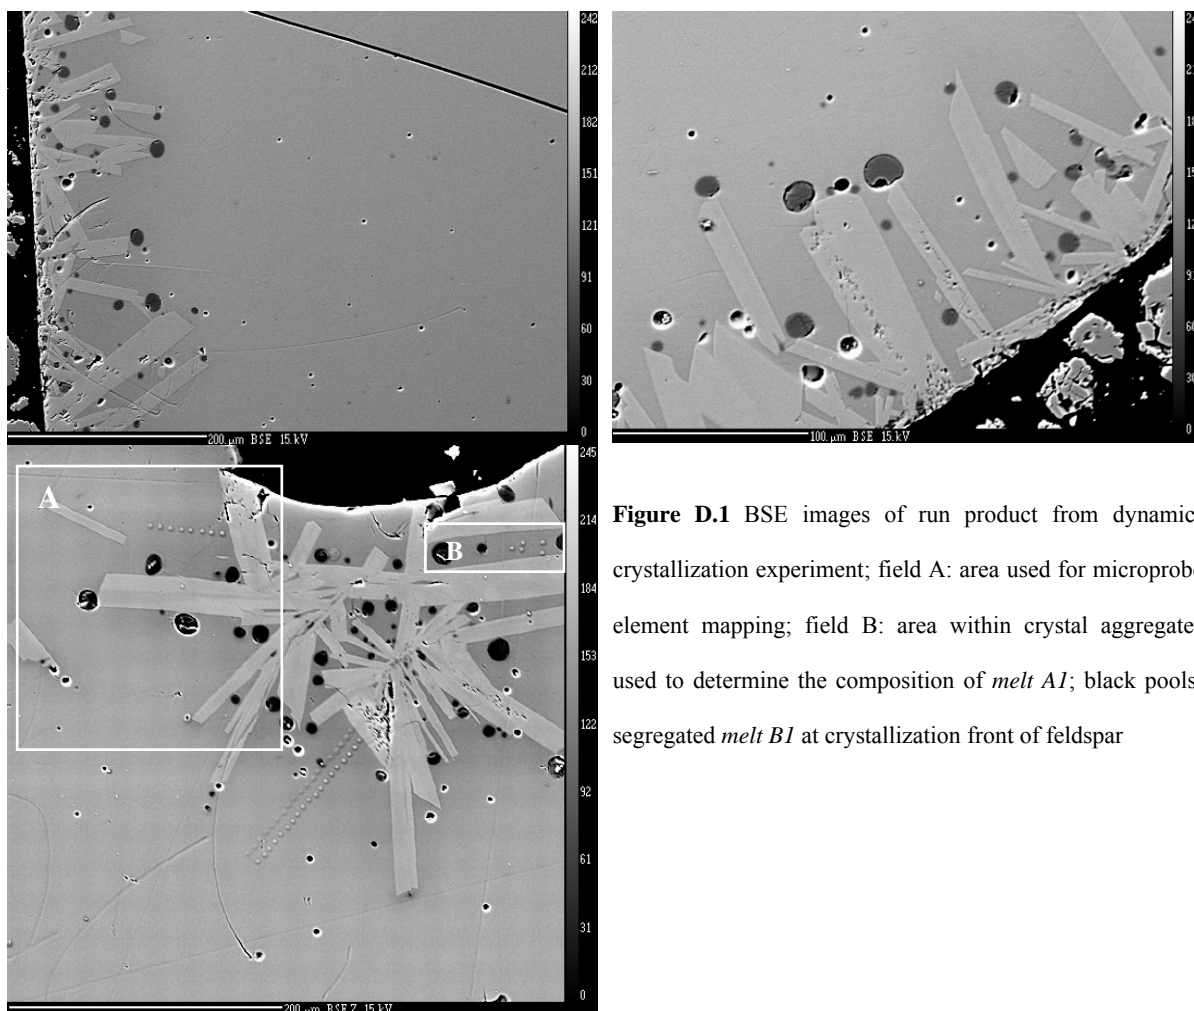 242
212
182
151
121
91
60
30
0
200.µm BSE 15.kV
100.µm BSE 15.kV
A
B
245
214
184
153
122
92
61
31
0
200.µm BSE Z 15.kV
Figure D.1 BSE images of run product from dynamic
crystallization experiment; field A: area used for microprobe
element mapping; field B: area within crystal aggregate
used to determine the composition of melt A1; black pools:
segregated melt B1 at crystallization front of feldspar